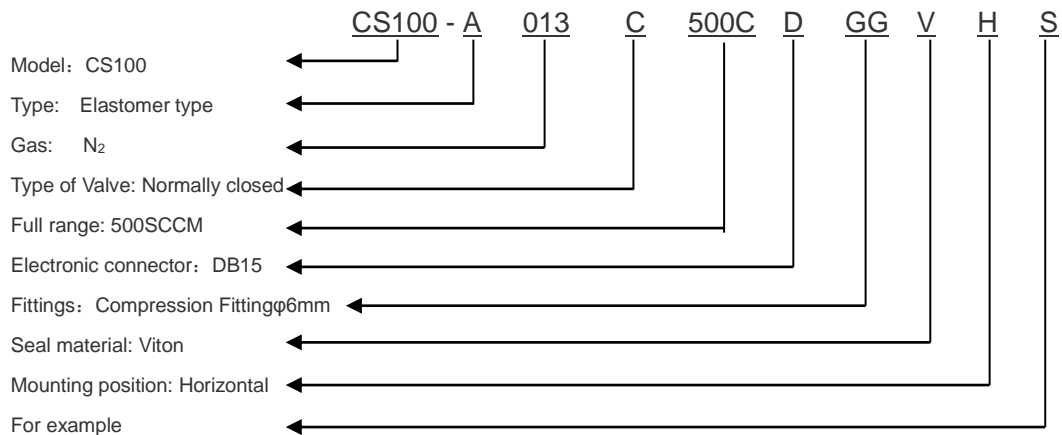 CS100 - A 013 C 500C D GG V H S
Model：CS100
Type: Elastomer type
Gas: N₂
Type of Valve: Normally closed
Full range: 500SCCM
Electronic connector：DB15
Fittings：Compression Fittingφ6mm
Seal material: Viton
Mounting position: Horizontal
For example